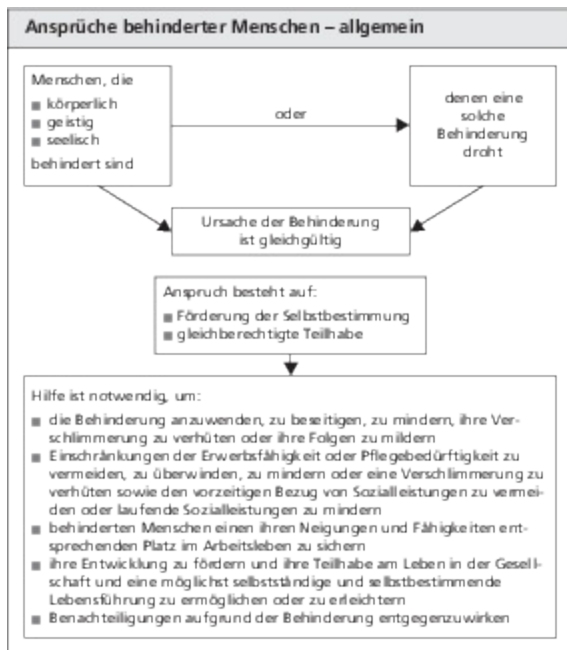 Ansprüche behinderter Menschen – allgemein
Menschen, die
■ körperlich
■ geistig
■ seelisch
behindert sind
oder
denen eine
solche
Behinderung
droht
Ursache der Behinderung
ist gleichgültig
Anspruch besteht auf:
■ Förderung der Selbstbestimmung
■ gleichberechtigte Teilhabe
Hilfe ist notwendig, um:
■ die Behinderung anzuwenden, zu beseitigen, zu mindern, ihre Ver-
schlimmerung zu verhüten oder ihre Folgen zu mildern
■ Einschränkungen der Erwerbsfähigkeit oder Pflegebedürftigkeit zu
vermeiden, zu überwinden, zu mindern oder eine Verschlimmerung zu
verhüten sowie den vorzeitigen Bezug von Sozialleistungen zu vermei-
den oder laufende Sozialleistungen zu mindern
■ behinderten Menschen einen ihren Neigungen und Fähigkeiten ent-
sprechenden Platz im Arbeitsleben zu sichern
■ ihre Entwicklung zu fördern und ihre Teilhabe am Leben in der Gesell-
schaft und eine möglichst selbstständige und selbstbestimmende
Lebensführung zu ermöglichen oder zu erleichtern
■ Benachteiligungen aufgrund der Behinderung entgegenzuwirken